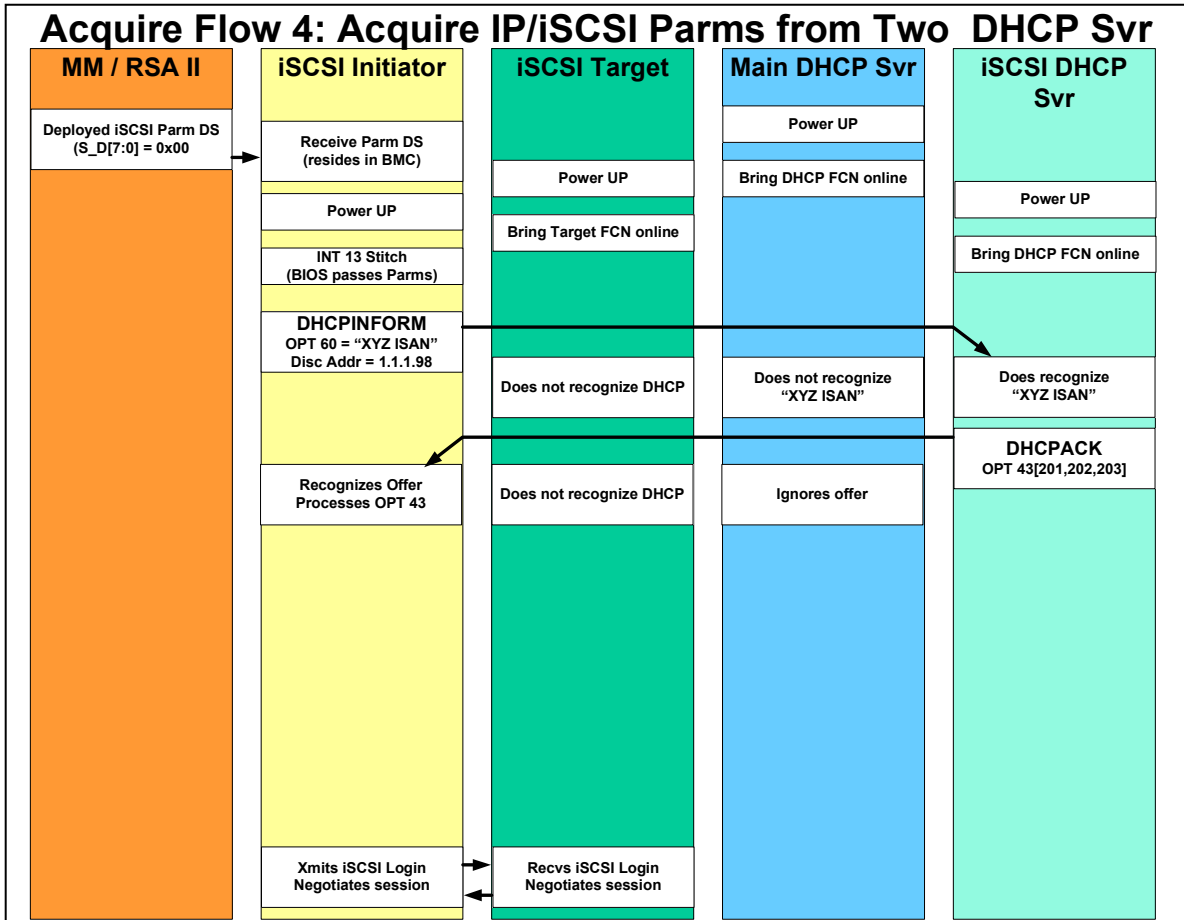 Acquire Flow 4: Acquire IP/iSCSI Parms from Two DHCP Svr
MM / RSA II
Deployed iSCSI Parm DS
(S_D[7:0] = 0x00
iSCSI Initiator
Receive Parm DS
(resides in BMC)
Power UP
INT 13 Stitch
(BIOS passes Parms)
DHCPINFORM
OPT 60 = “XYZ ISAN”
Disc Addr = 1.1.1.98
Recognizes Offer
Processes OPT 43
Xmits iSCSI Login
Negotiates session
iSCSI Target
Power UP
Bring Target FCN online
Does not recognize DHCP
Does not recognize DHCP
Recvs iSCSI Login
Negotiates session
Main DHCP Svr
Power UP
Bring DHCP FCN online
Does not recognize
“XYZ ISAN”
Ignores offer
iSCSI DHCP
Svr
Power UP
Bring DHCP FCN online
Does recognize
“XYZ ISAN”
DHCPACK
OPT 43[201,202,203]